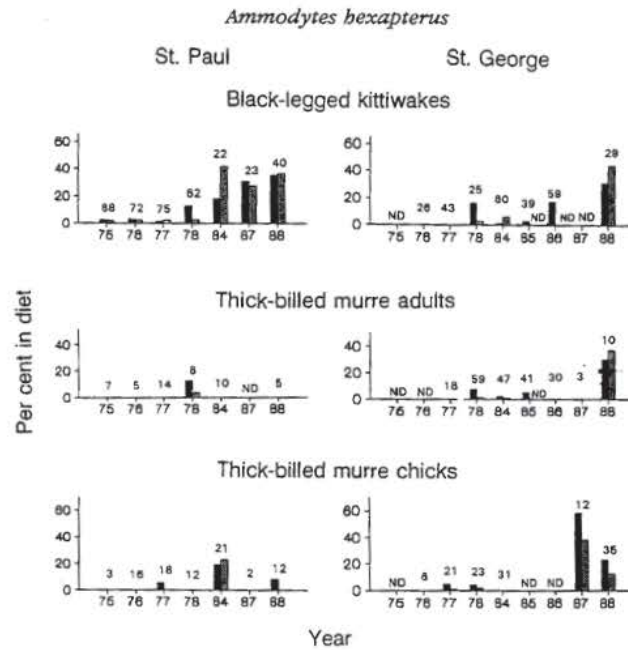 Ammodytes hexapterus
St. Paul St. George
Black-legged kittiwakes
60
40
20
0
88 72 75 62 22 23 40
75 76 77 78 84 87 88
60
40
20
0
ND 26 43 25 80 39 ND 59 ND ND 29
75 76 77 78 84 85 86 87 88
Thick-billed murre adults
40
20
0
7 5 14 8 10 ND 5
75 76 77 78 84 87 88
40
20
0
ND ND 18 59 47 41 ND 30 3 10
76 76 77 78 84 85 86 87 88
Thick-billed murre chicks
60
40
20
0
3 16 18 12 21 2 12
75 76 77 78 84 87 88
60
40
20
0
ND 6 21 23 31 ND ND 12 36
75 76 77 78 84 85 86 87 88
Per cent in diet
Year